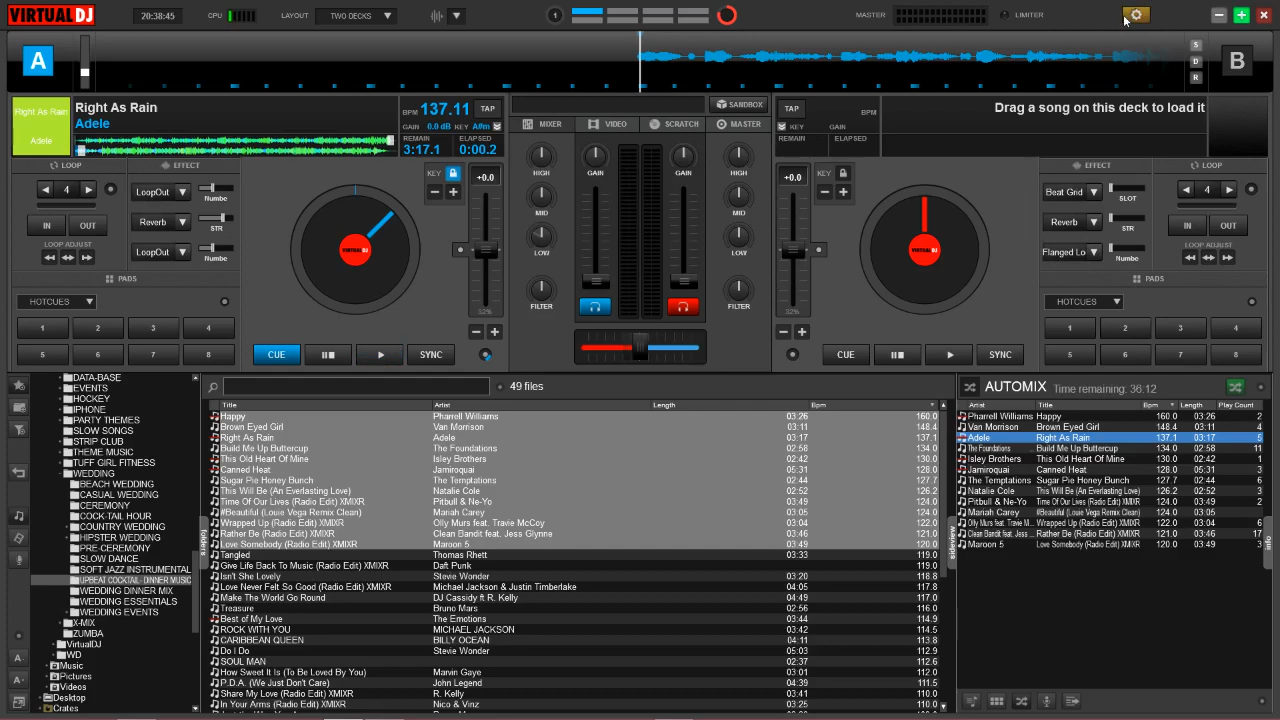 VIRTUALDJ 20:38:45 CPU LAYOUT TWO DECKS 1 MASTER LIMITER
A S D R B
Right As Rain
Adele
Right As Rain
Adele
BPM 137.11 TAP
GAIN 0.0 dB KEY A#m
REMAIN ELAPSED
3:17.1 0:00.2
SANDBOX
MIXER VIDEO SCRATCH MASTER
TAP BPM
KEY GAIN
REMAIN ELAPSED
Drag a song on this deck to load it
LOOP EFFECT
4
IN OUT
LOOP ADJUST
LoopOut Numbe
Reverb STR
LoopOut Numbe
PADS
HOTCUES
1 2 3 4
5 6 7 8
KEY +0.0
32%
VIRTUALDJ
CUE SYNC
HIGH GAIN GAIN HIGH
MID MID
LOW LOW
FILTER FILTER
+0.0 KEY
32%
VIRTUALDJ
CUE SYNC
EFFECT LOOP
Beat Grid SLOT
Reverb STR
Flanged Lo Numbe
4
IN OUT
LOOP ADJUST
PADS
HOTCUES
1 2 3 4
5 6 7 8
DATA-BASE
EVENTS
HOCKEY
IPHONE
PARTY THEMES
SLOW SONGS
STRIP CLUB
THEME MUSIC
TUFF GIRL FITNESS
WEDDING
BEACH WEDDING
CASUAL WEDDING
CEREMONY
COCK-TAIL HOUR
COUNTRY WEDDING
HIPSTER WEDDING
PRE-CEREMONY
SLOW DANCE
SOFT JAZZ INSTRUMENTAL
UPBEAT COCKTAIL- DINNER MUSIC
WEDDING DINNER MIX
WEDDING ESSENTIALS
WEDDING EVENTS
X-MIX
ZUMBA
VirtualDJ
WD
Music
Pictures
Videos
Desktop
Crates
folders
49 files
Title Artist Length Bpm
Happy Pharrell Williams 03:26 160.0
Brown Eyed Girl Van Morrison 03:11 148.4
Right As Rain Adele 03:17 137.1
Build Me Up Buttercup The Foundations 02:58 134.0
This Old Heart Of Mine Isley Brothers 02:42 130.0
Canned Heat Jamiroquai 05:31 128.0
Sugar Pie Honey Bunch The Temptations 02:44 127.7
This Will Be (An Everlasting Love) Natalie Cole 02:52 126.2
Time Of Our Lives (Radio Edit) XMIXR Pitbull & Ne-Yo 03:49 124.0
#Beautiful (Louie Vega Remix Clean) Mariah Carey 03:05 122.0
Wrapped Up (Radio Edit) XMIXR Olly Murs feat. Travie McCoy 03:04 122.0
Rather Be (Radio Edit) XMIXR Clean Bandit feat. Jess Glynne 03:47 121.0
Love Somebody (Radio Edit) XMIXR Maroon 5 03:49 120.0
Tangled Thomas Rhett 03:33 119.0
Give Life Back To Music (Radio Edit) XMIXR Daft Punk 119.0
Isn't She Lovely Stevie Wonder 03:20 118.8
Love Never Felt So Good (Radio Edit) XMIXR Michael Jackson & Justin Timberlake 04:05 117.8
Make The World Go Round DJ Cassidy ft R. Kelly 04:49 117.0
Treasure Bruno Mars 02:56 116.0
Best of My Love The Emotions 03:44 114.9
ROCK WITH YOU MICHAEL JACKSON 03:42 114.5
CARIBBEAN QUEEN BILLY OCEAN 04:11 113.8
Do I Do Stevie Wonder 03:21 112.9
SOUL MAN 02:37 112.6
How Sweet It Is (To Be Loved By You) Marvin Gaye 03:01 112.0
P.D.A. (We Just Don't Care) John Legend 04:39 111.5
Share My Love (Radio Edit) XMIXR R. Kelly 03:41 110.0
In Your Arms (Radio Edit) XMIXR Nico & Vinz 03:04 110.0
sideview
AUTOMIX Time remaining: 36:12
Artist Title Bpm Length Play Count
Pharrell Williams Happy 160.0 03:26 2
Van Morrison Brown Eyed Girl 148.4 03:11 2
Adele Right As Rain 137.1 03:17 5
The Foundations Build Me Up Buttercup 134.0 02:58 11
Isley Brothers This Old Heart Of Mine 130.0 02:42 1
Jamiroquai Canned Heat 128.0 05:31 3
The Temptations Sugar Pie Honey Bunch 127.7 02:44 6
Natalie Cole This Will Be (An Everlasting Love) 126.2 02:52 3
Pitbull & Ne-Yo Time Of Our Lives (Radio Edit) XMIXR 124.0 03:49 2
Mariah Carey #Beautiful (Louie Vega Remix Clean) 122.0 03:05
Olly Murs feat. Travie M... Wrapped Up (Radio Edit) XMIXR 122.0 03:04 6
Clean Bandit feat. Jess ... Rather Be (Radio Edit) XMIXR 121.0 03:47 17
Maroon 5 Love Somebody (Radio Edit) XMIXR 120.0 03:49 3
info